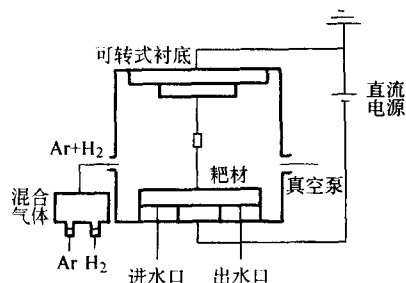 可转式衬底
直流
电源
Ar+H₂
混合
气体
靶材
真空泵
Ar H₂
进水口 出水口